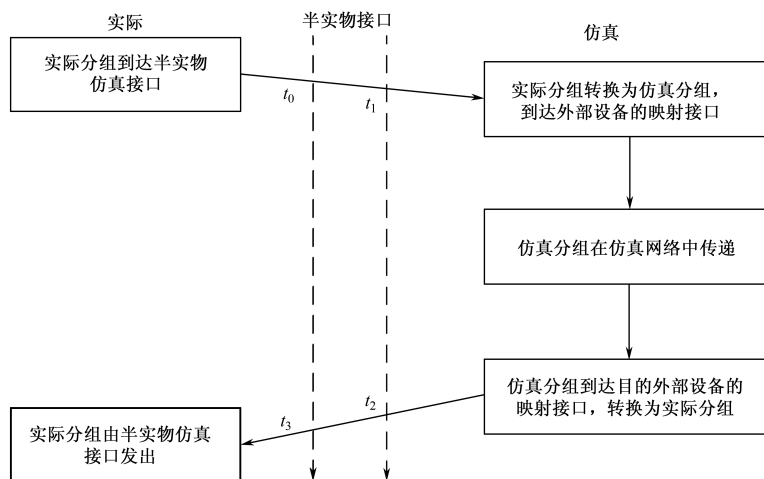 实际
半实物接口
仿真
实际分组到达半实物
仿真接口
t0
t1
实际分组转换为仿真分组，
到达外部设备的映射接口
仿真分组在仿真网络中传递
仿真分组到达目的外部设备的
映射接口，转换为实际分组
t2
t3
实际分组由半实物仿真
接口发出